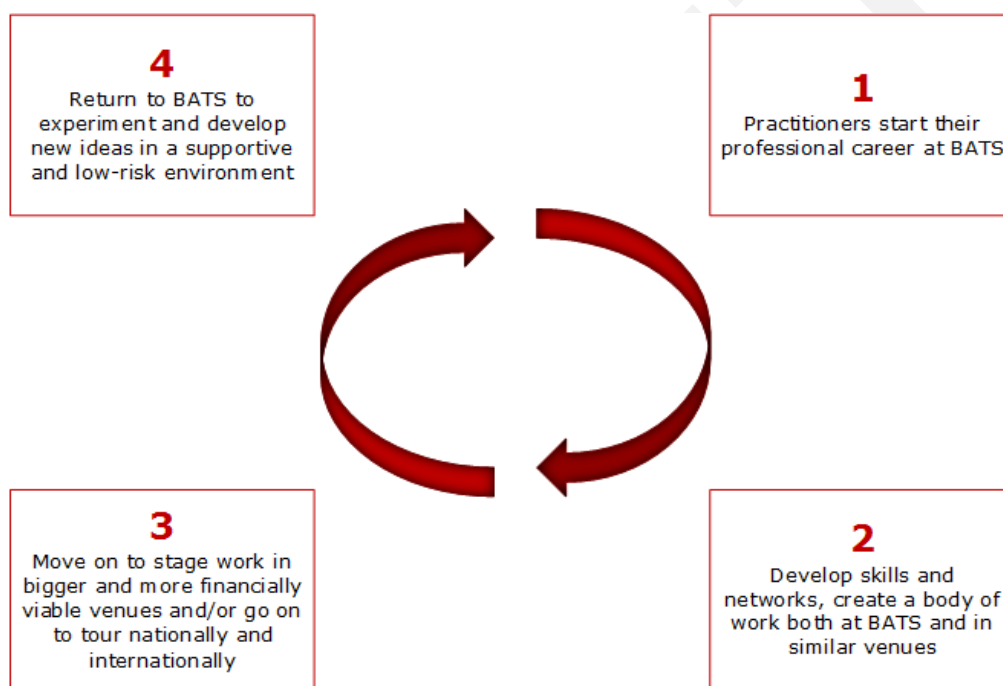 1
Practitioners start their
professional career at BATS
2
Develop skills and
networks, create a body of
work both at BATS and in
similar venues
3
Move on to stage work in
bigger and more financially
viable venues and/or go on
to tour nationally and
internationally
4
Return to BATS to
experiment and develop
new ideas in a supportive
and low-risk environment